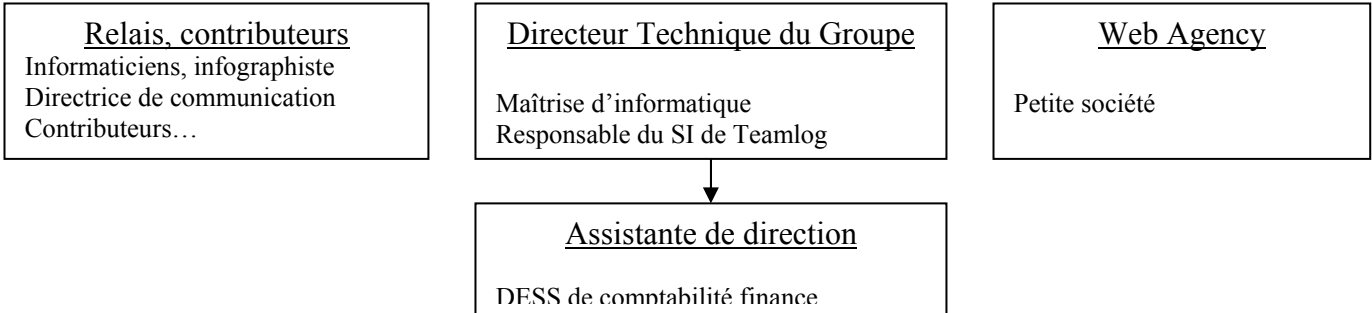 Relais, contributeurs
Informaticiens, infographiste
Directrice de communication
Contributeurs…
Directeur Technique du Groupe
Maîtrise d’informatique
Responsable du SI de Teamlog
Web Agency
Petite société
Assistante de direction
DESS de comptabilité finance